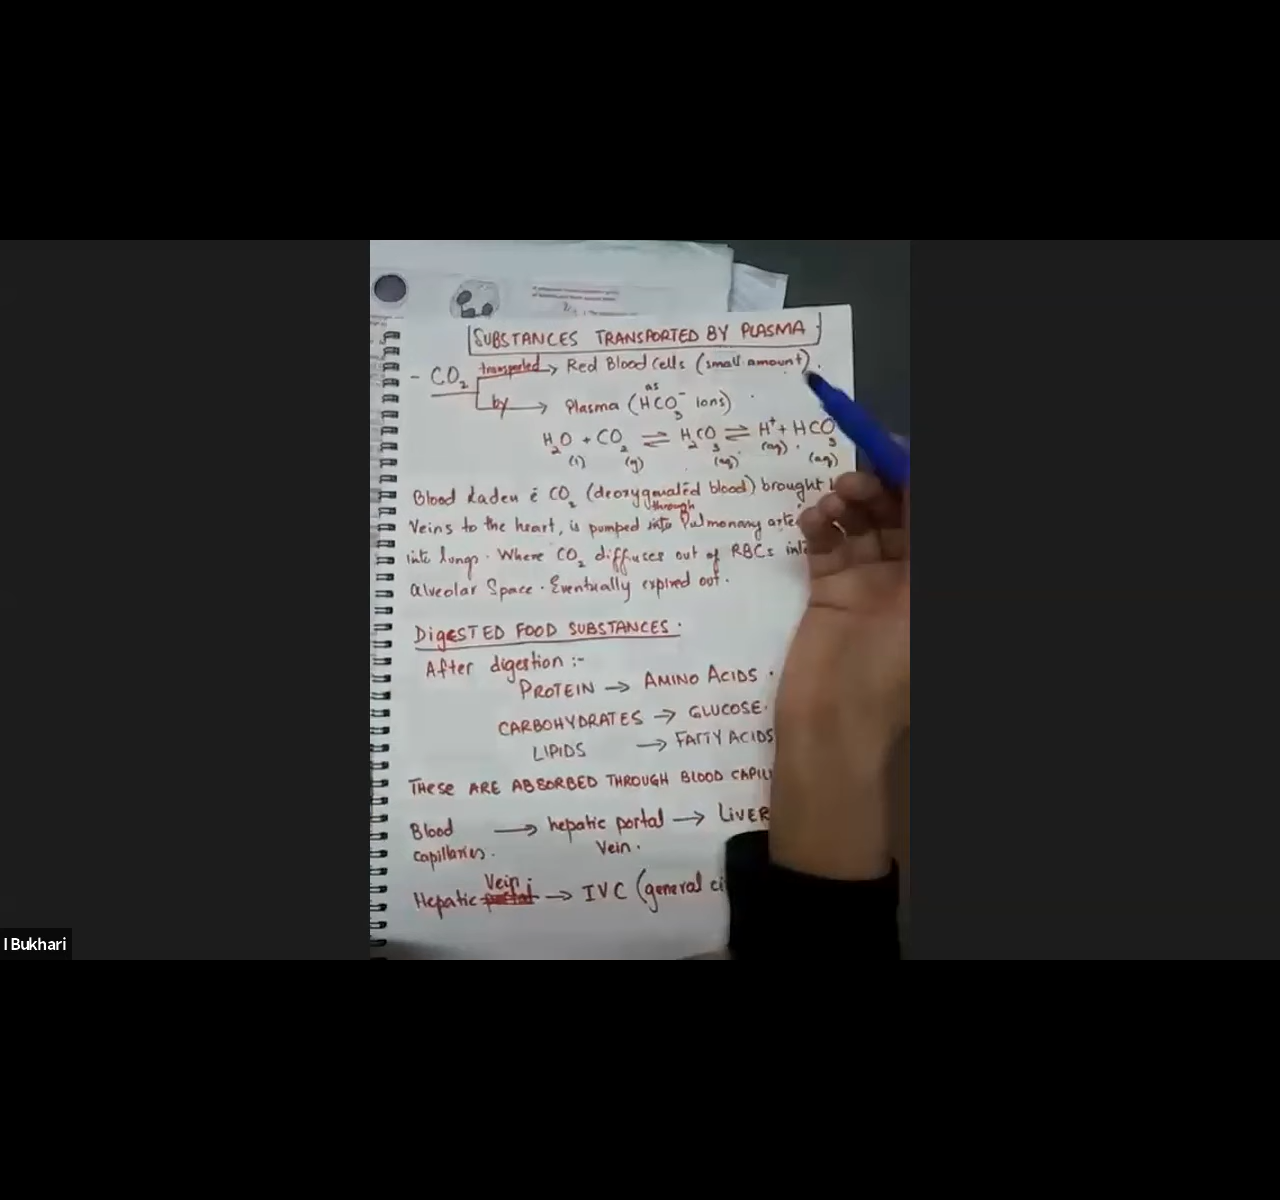 SUBSTANCES TRANSPORTED BY PLASMA
- CO₂ transported → Red Blood Cells (small amount).
by → Plasma (as HCO₃⁻ ions)
H₂O + CO₂ ⇌ H₂CO₃ ⇌ H⁺ + HCO₃
(l) (g) (aq) (aq) (aq)
Blood Laden c̄ CO₂ (deoxygenated blood) brought
through
Veins to the heart, is pumped into Pulmonary
into lungs. Where CO₂ diffuses out of RBCs
alveolar Space. Eventually expired out.
DigESTED FOOD SUBSTANCES.
After digestion :-
PROTEIN → AMINO ACIDS.
CARBOHYDRATES → GLUCOSE.
LIPIDS → FATTY ACIDS
THese ARE ABSORBED THROUGH BLOOD CAPILL
Blood capillaries. → hepatic portal Vein. → LIVER
Hepatic Vein → IVC (general ci
I Bukhari